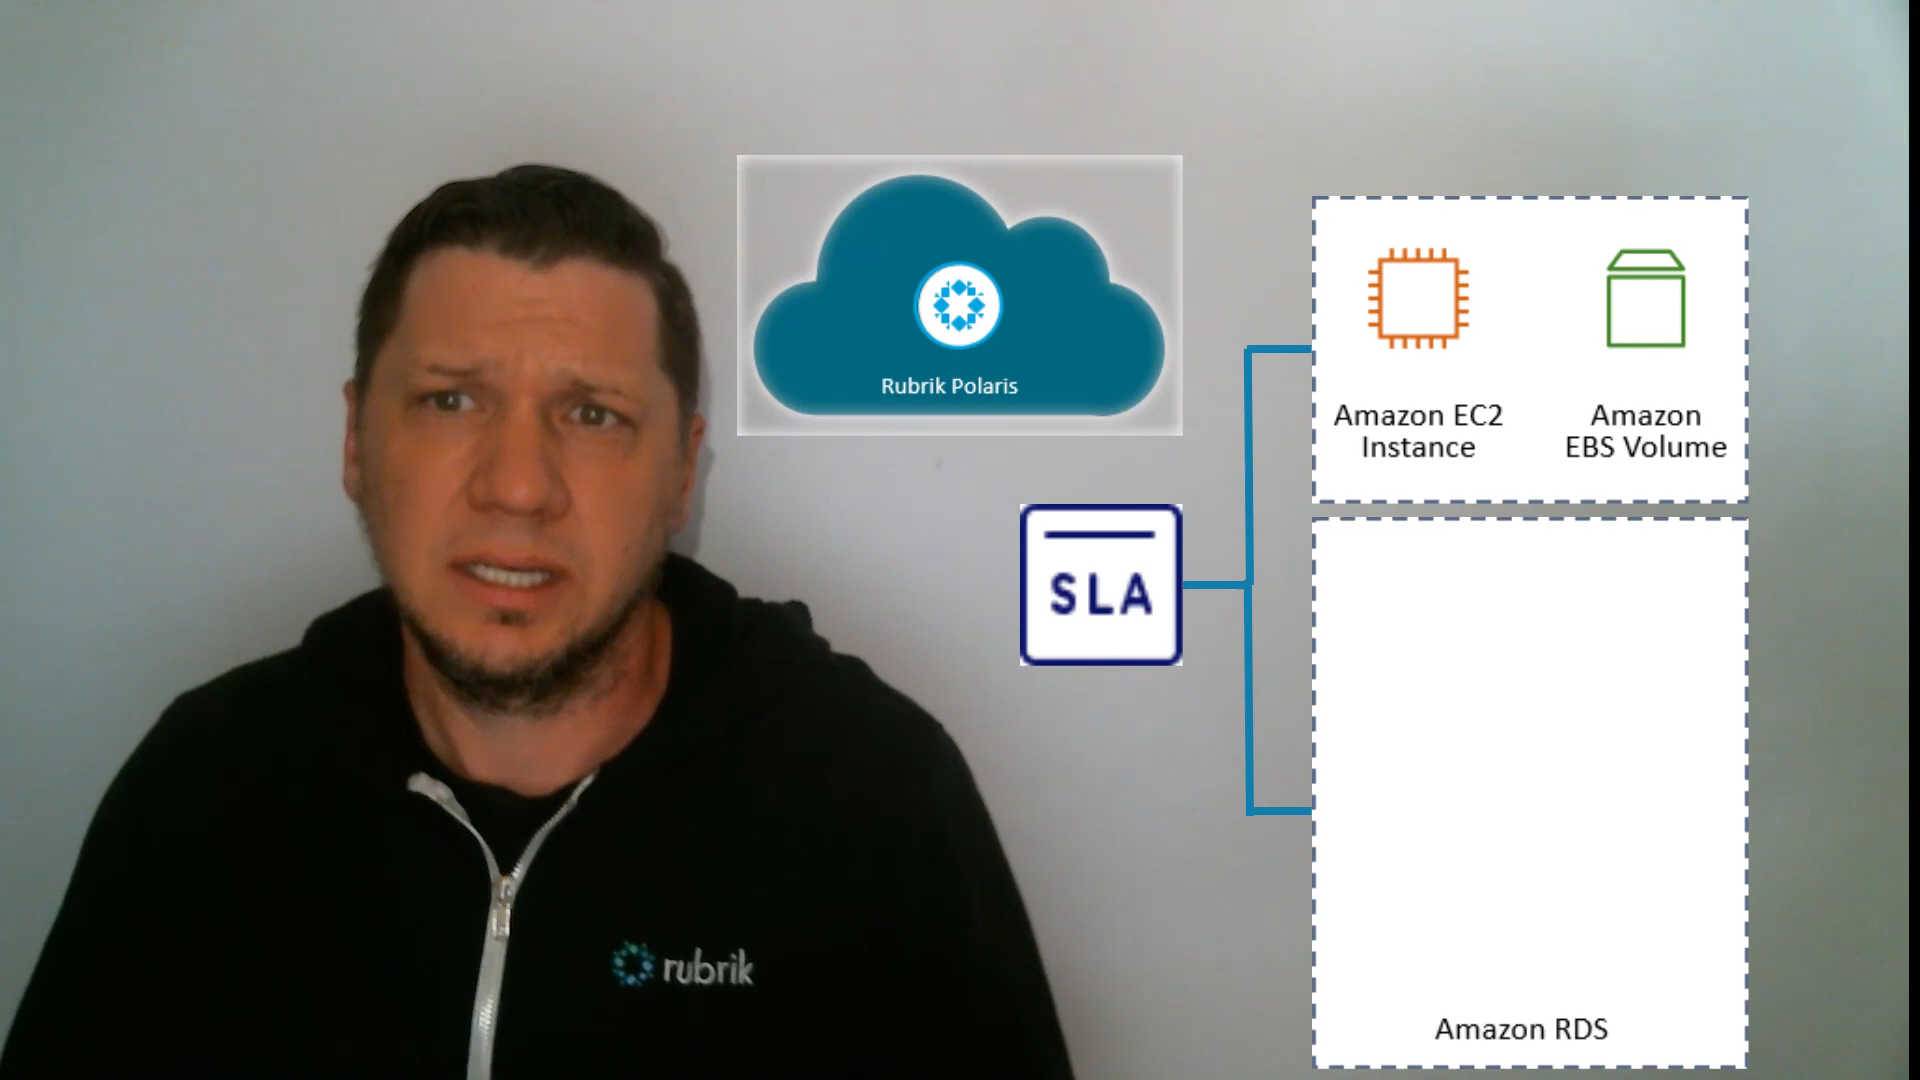 Rubrik Polaris
Amazon EC2
Instance
Amazon
EBS Volume
SLA
rubrik
Amazon RDS